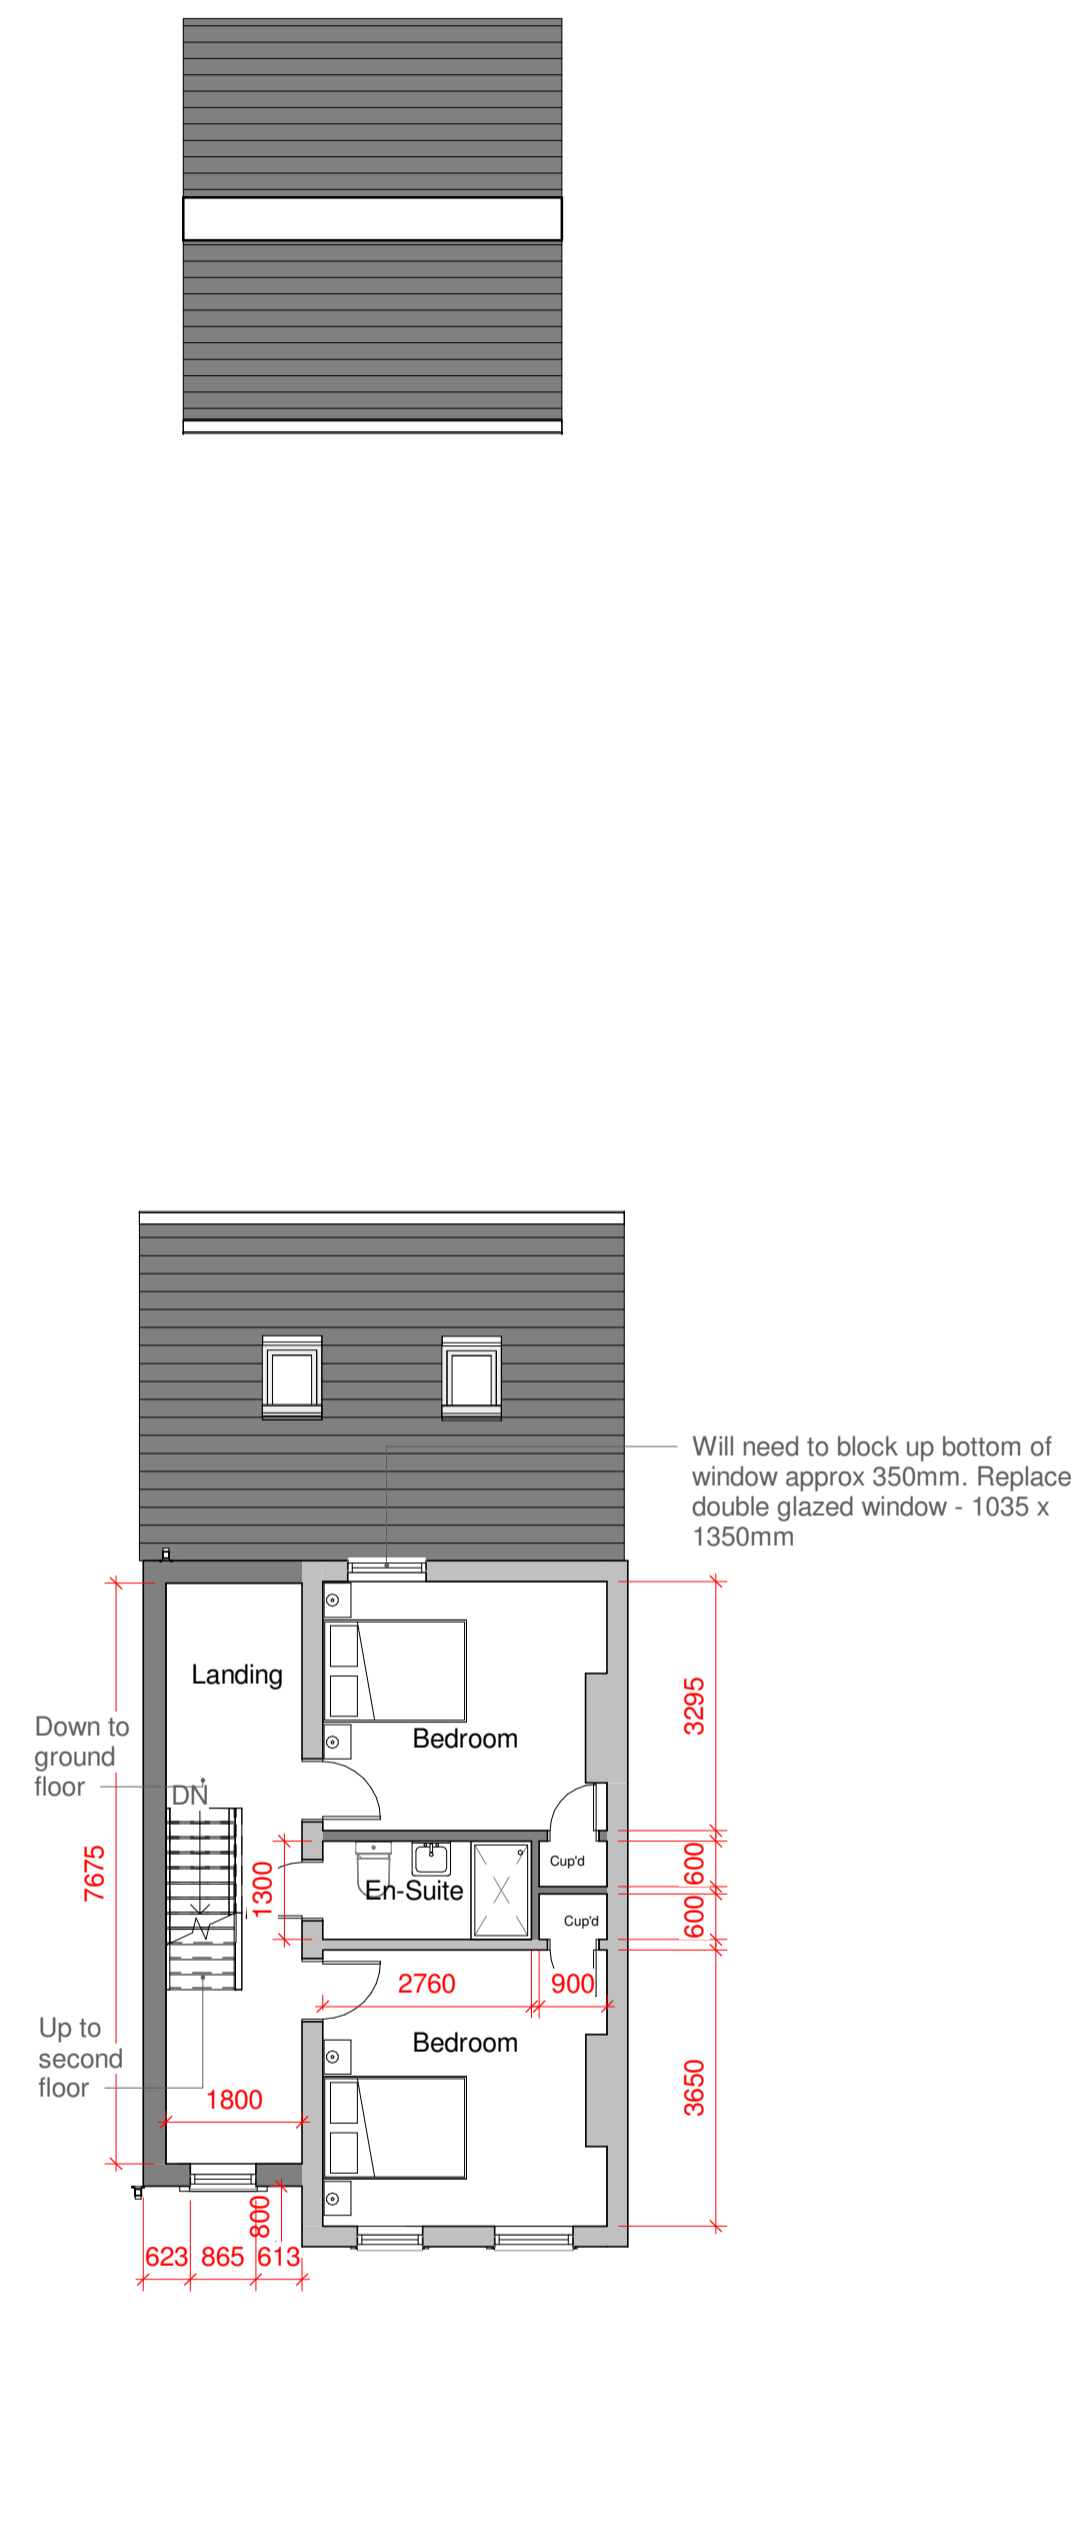 Will need to block up bottom of
window approx 350mm. Replace
double glazed window - 1035 x
1350mm
Landing
3295
Down to
ground
floor
Bedroom
DN
7675
1300
Cup'd
600
En-Suite
Cup'd
600
2760
900
Up to
second
floor
Bedroom
1800
3650
800
623
865
613